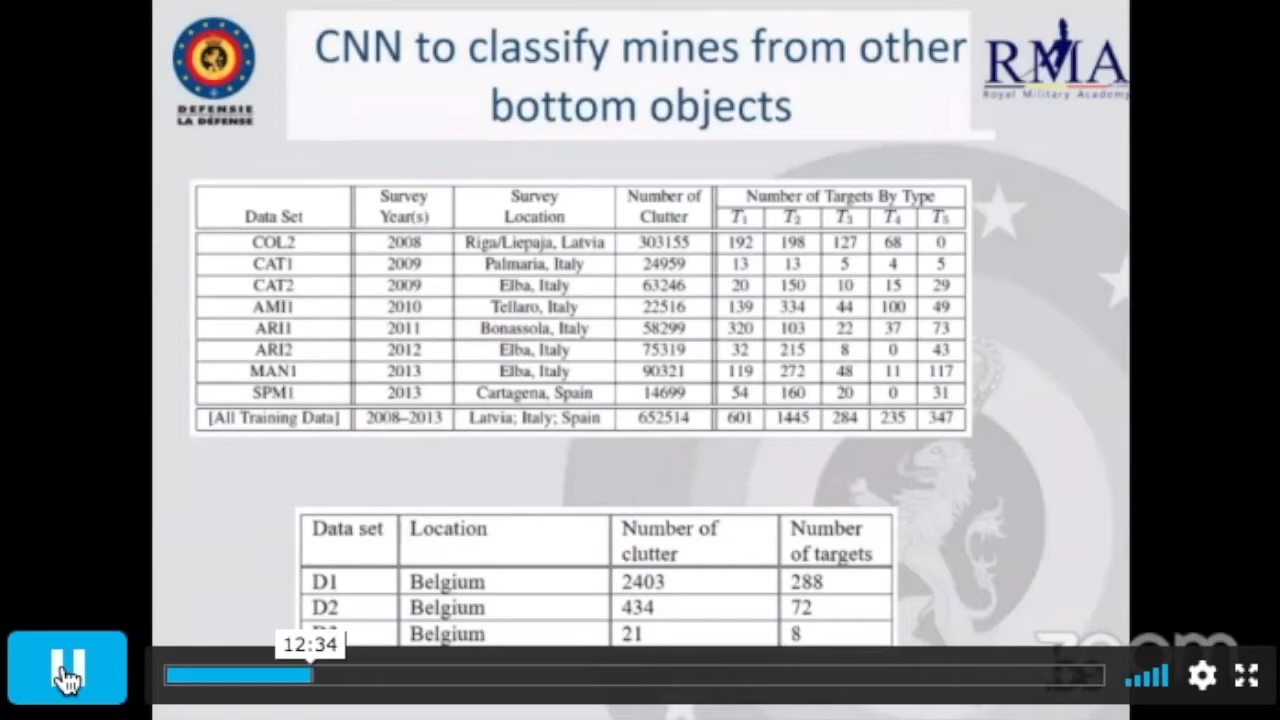 CNN to classify mines from other
bottom objects
DEFENSIE
LA DÉFENSE
RMA
Royal Military Academy
Data Set Survey Year(s) Survey Location Number of Clutter Number of Targets By Type T1 T2 T3 T4 T5
COL2 2008 Riga/Liepaja, Latvia 303155 192 198 127 68 0
CAT1 2009 Palmaria, Italy 24959 13 13 5 4 5
CAT2 2009 Elba, Italy 63246 20 150 10 15 29
AMI1 2010 Tellaro, Italy 22516 139 334 44 100 49
ARI1 2011 Bonassola, Italy 58299 320 103 22 37 73
ARI2 2012 Elba, Italy 75319 32 215 8 0 43
MAN1 2013 Elba, Italy 90321 119 272 48 11 117
SPM1 2013 Cartagena, Spain 14699 54 160 20 0 31
[All Training Data] 2008–2013 Latvia; Italy; Spain 652514 601 1445 284 235 347
Data set Location Number of clutter Number of targets
D1 Belgium 2403 288
D2 Belgium 434 72
Belgium 21 8
zoom
12:34